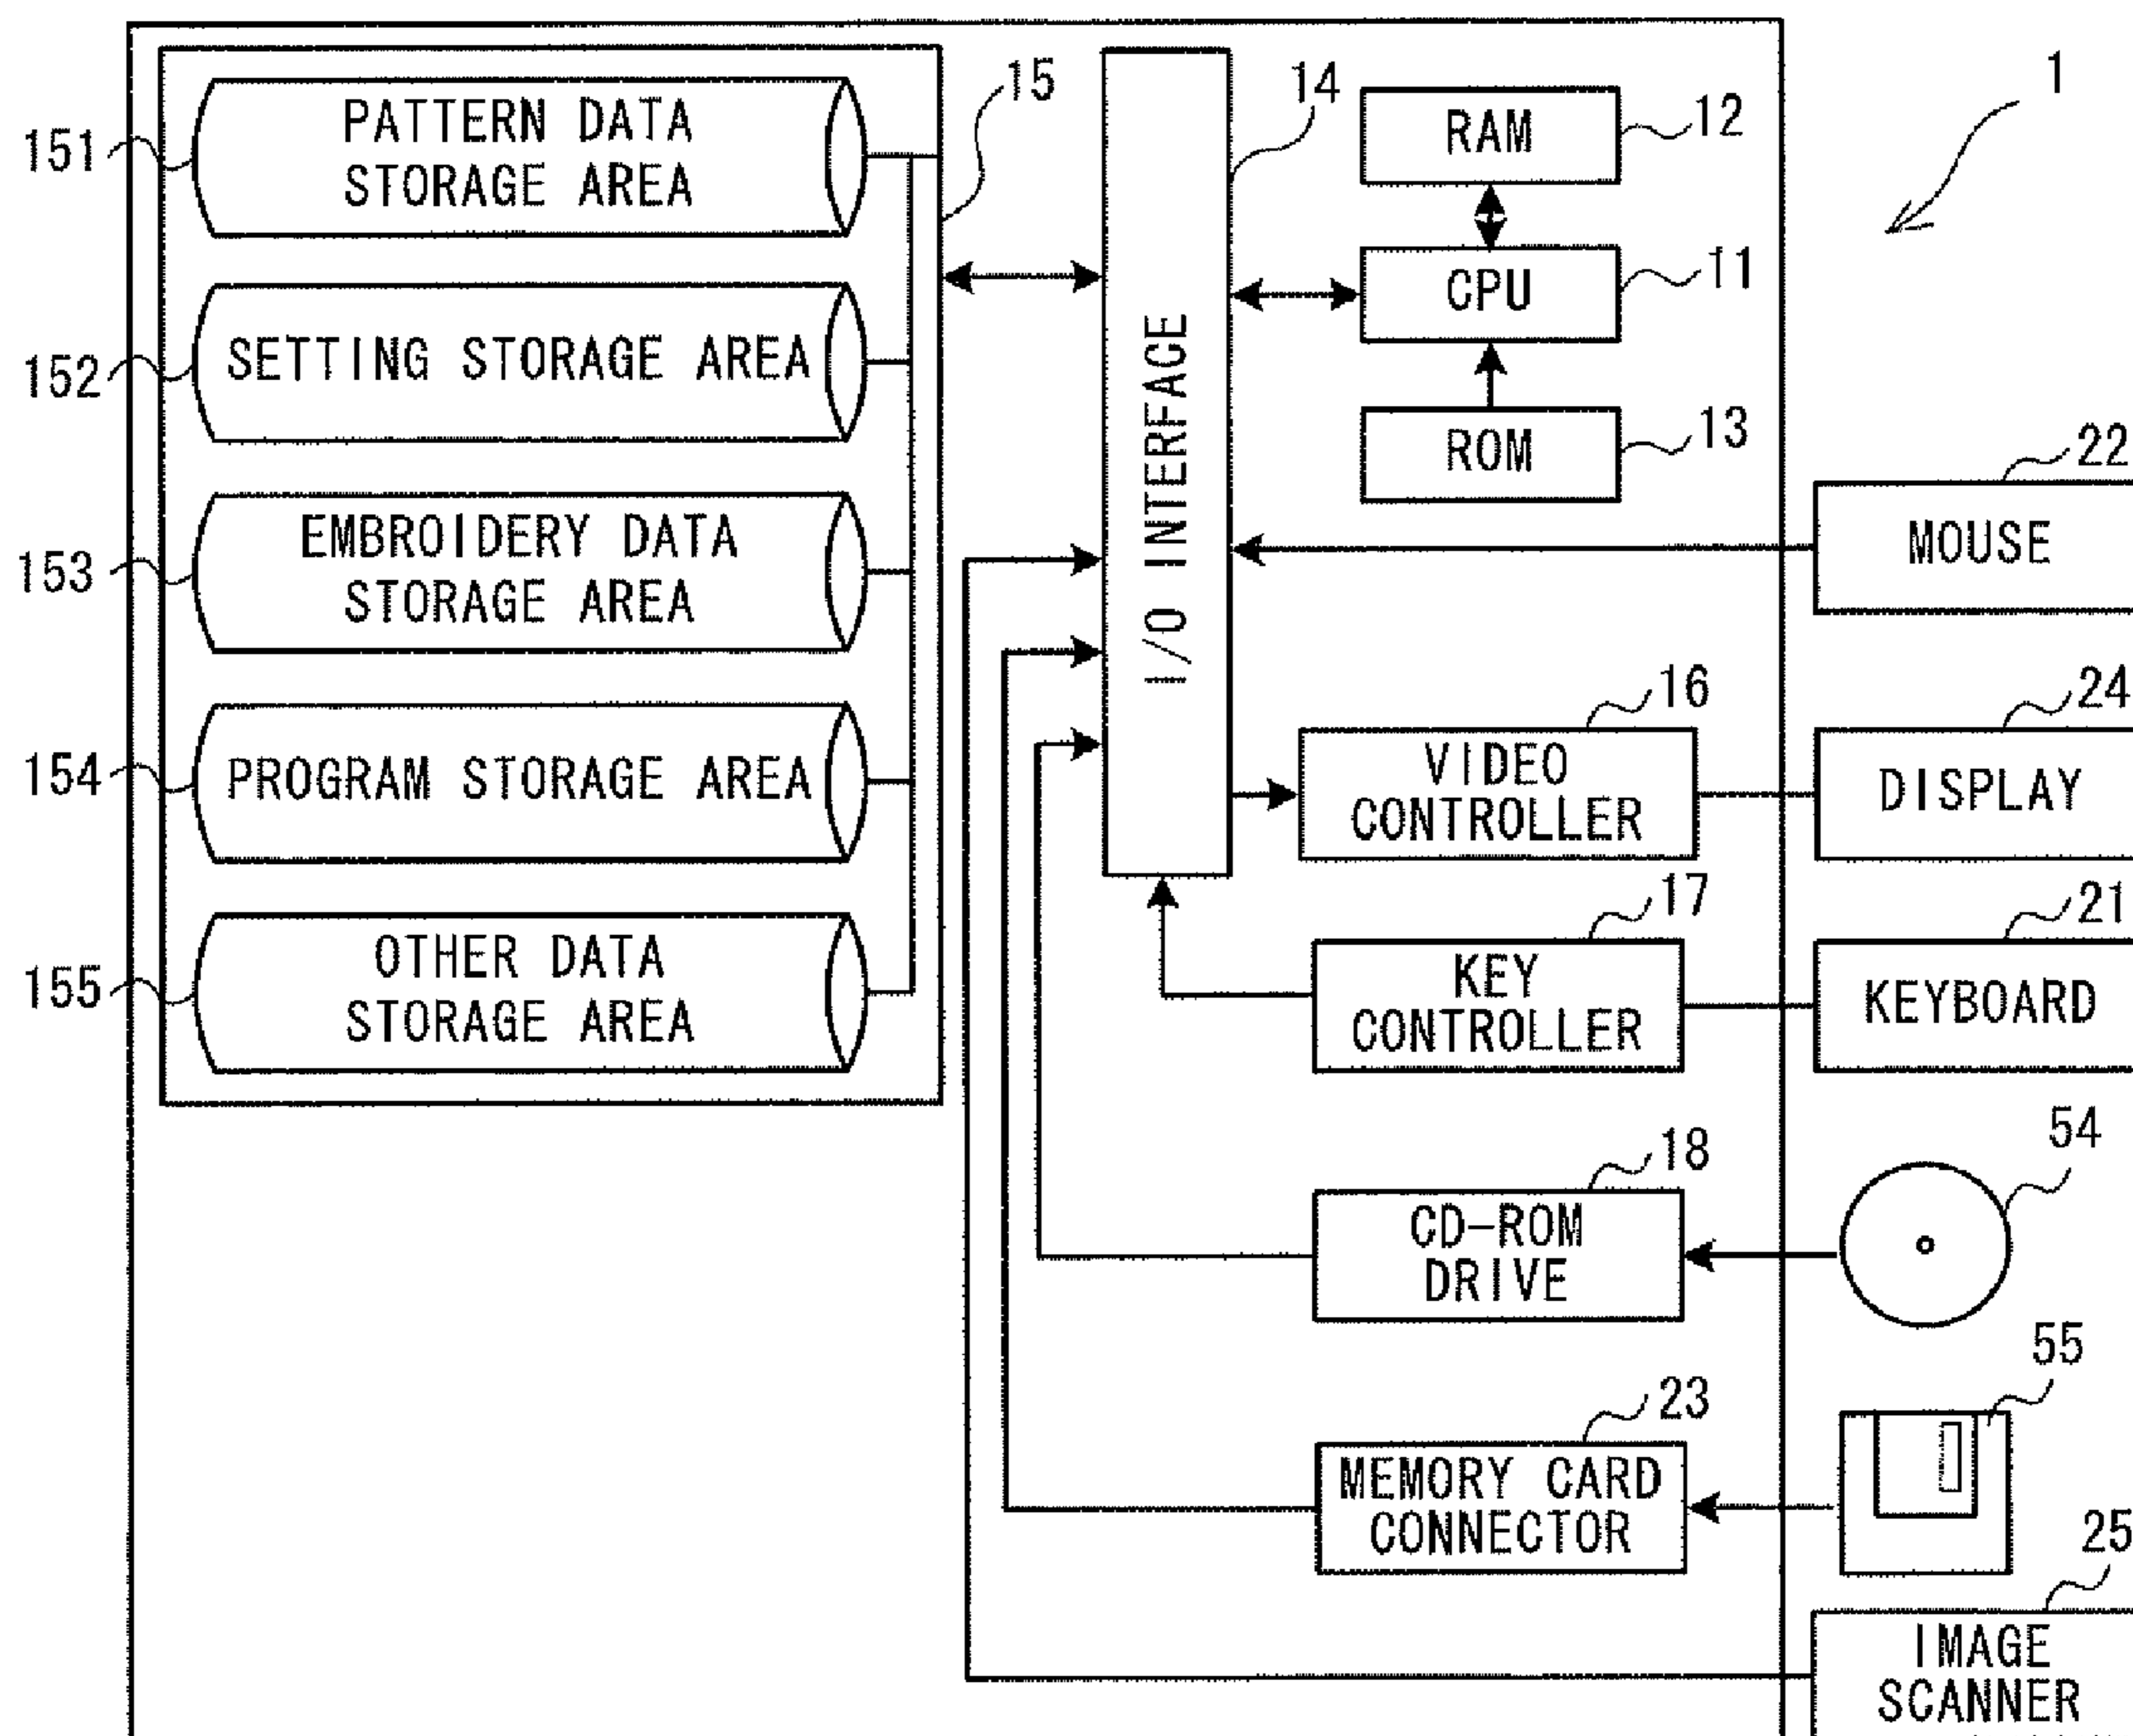 151
PATTERN DATA
STORAGE AREA
15
152
SETTING STORAGE AREA
153
EMBROIDERY DATA
STORAGE AREA
154
PROGRAM STORAGE AREA
155
OTHER DATA
STORAGE AREA
14
I/O INTERFACE
RAM
12
1
CPU
11
ROM
13
22
MOUSE
16
VIDEO
CONTROLLER
24
DISPLAY
17
KEY
CONTROLLER
21
KEYBOARD
18
CD-ROM
DRIVE
54
23
MEMORY CARD
CONNECTOR
55
25
IMAGE
SCANNER